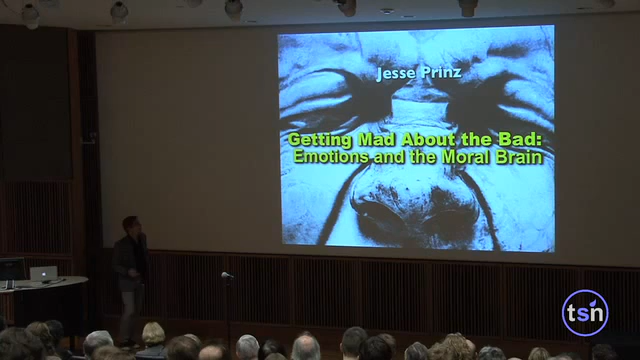 Jesse Prinz
Getting Mad About the Bad:
Emotions and the Moral Brain
tsn